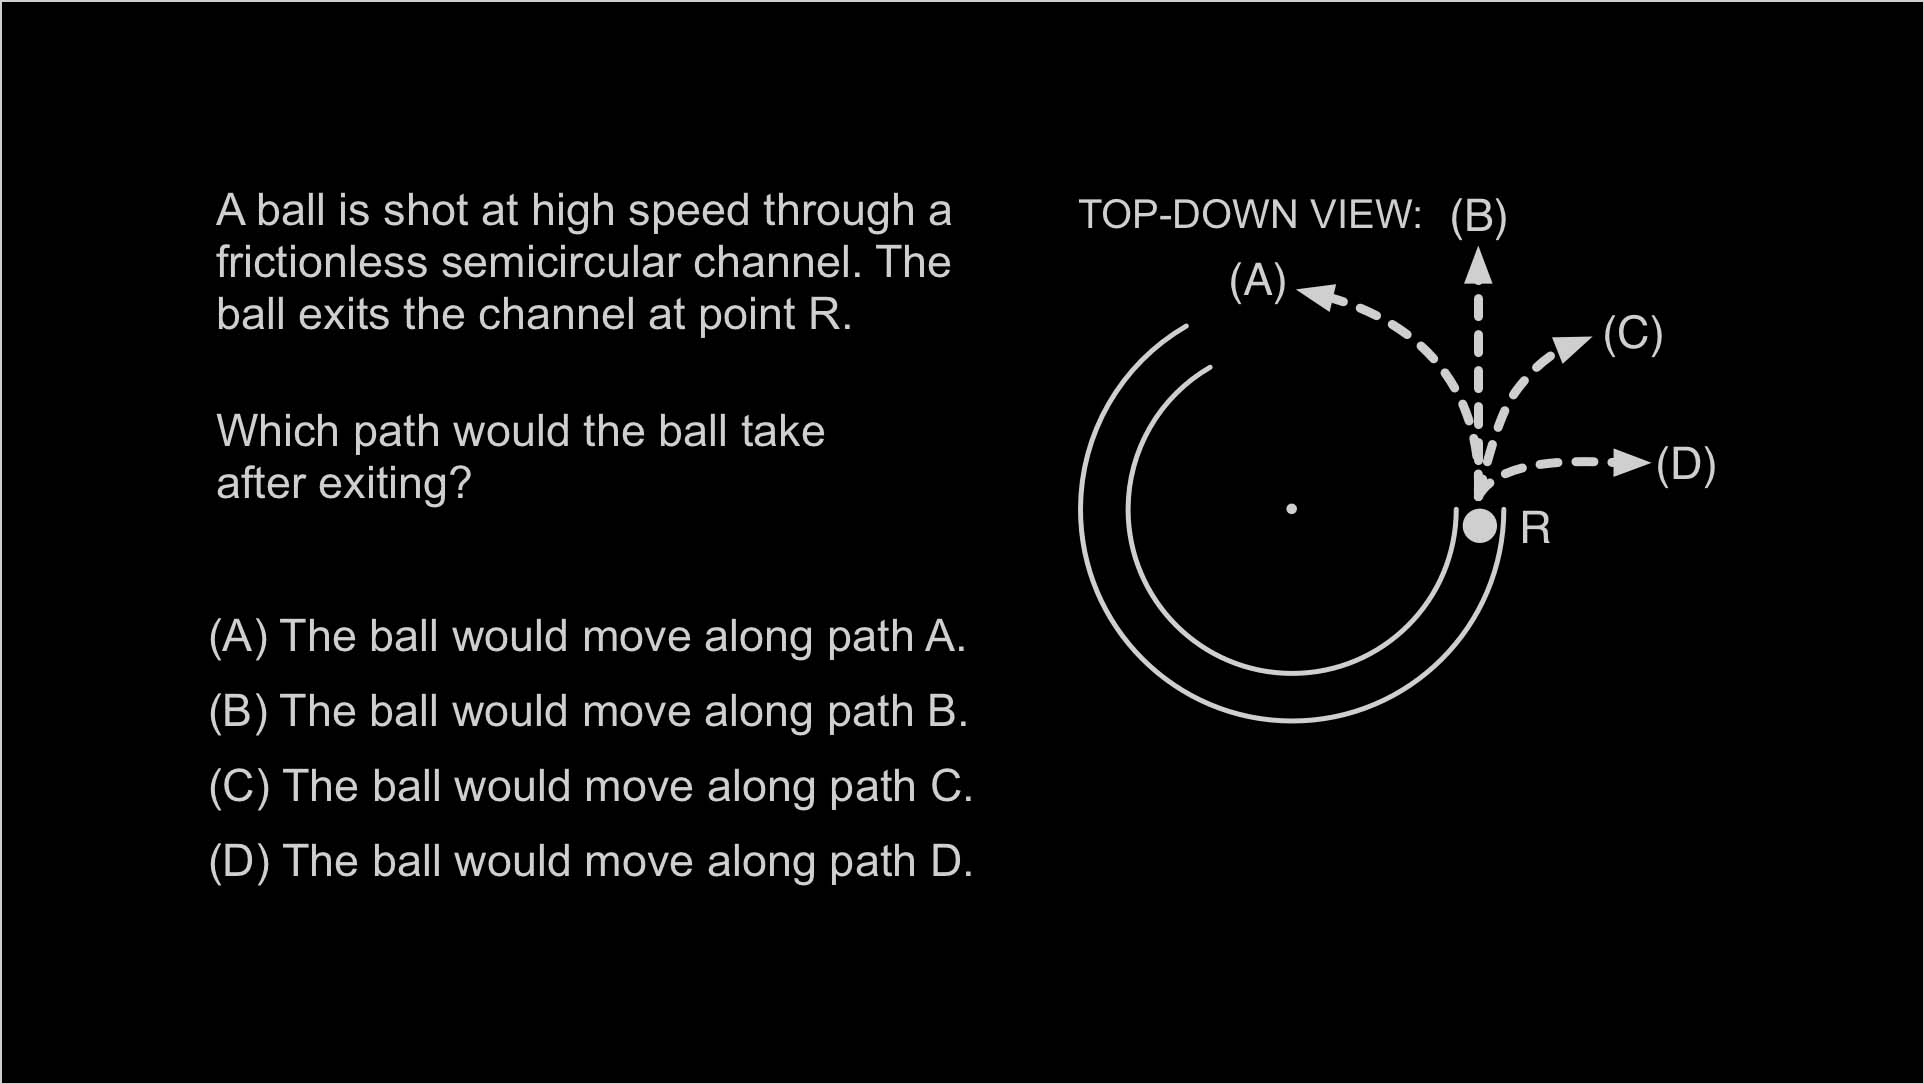 A ball is shot at high speed through a
frictionless semicircular channel. The
ball exits the channel at point R.
Which path would the ball take
after exiting?
(A) The ball would move along path A.
(B) The ball would move along path B.
(C) The ball would move along path C.
(D) The ball would move along path D.
TOP-DOWN VIEW: (B)
(A)
(C)
(D)
R